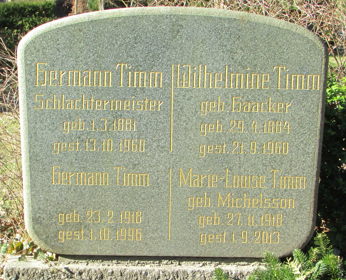 Hermann Timm
Schlachtermeister
geb. 1.3.1881
gest. 13.10.1960
Wilhelmine Timm
geb. Baacker
geb. 29.4.1884
gest. 21.9.1960
Hermann Timm
geb. 23.2.1918
gest. 1.10.1996
Marie-Louise Timm
geb. Michelsson
geb. 27.11.1918
gest. 1.9.2013